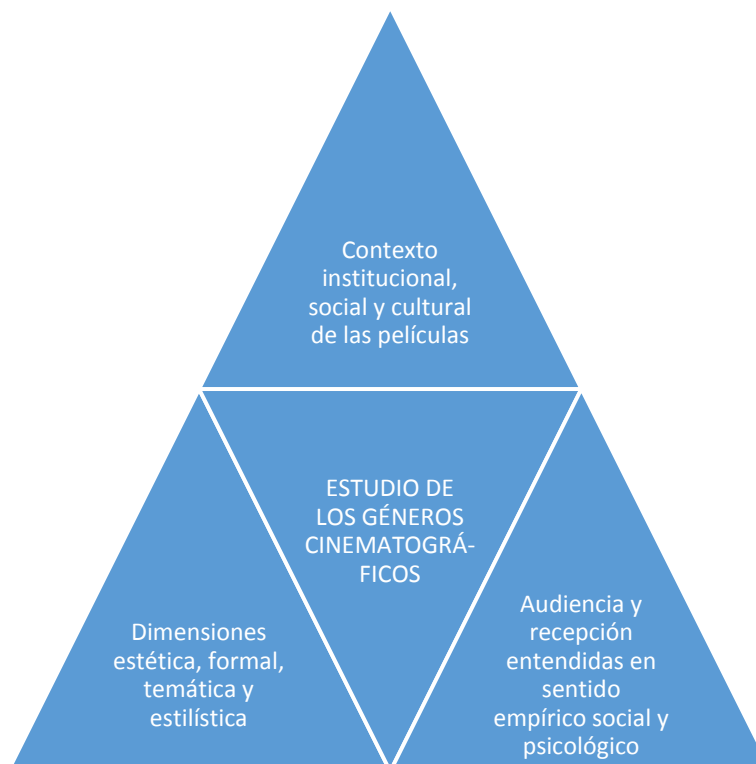 Contexto
institucional,
social y cultural
de las películas
ESTUDIO DE
LOS GÉNEROS
CINEMATOGRÁ-
FICOS
Dimensiones
estética, formal,
temática y
estilística
Audiencia y
recepción
entendidas en
sentido
empírico social y
psicológico